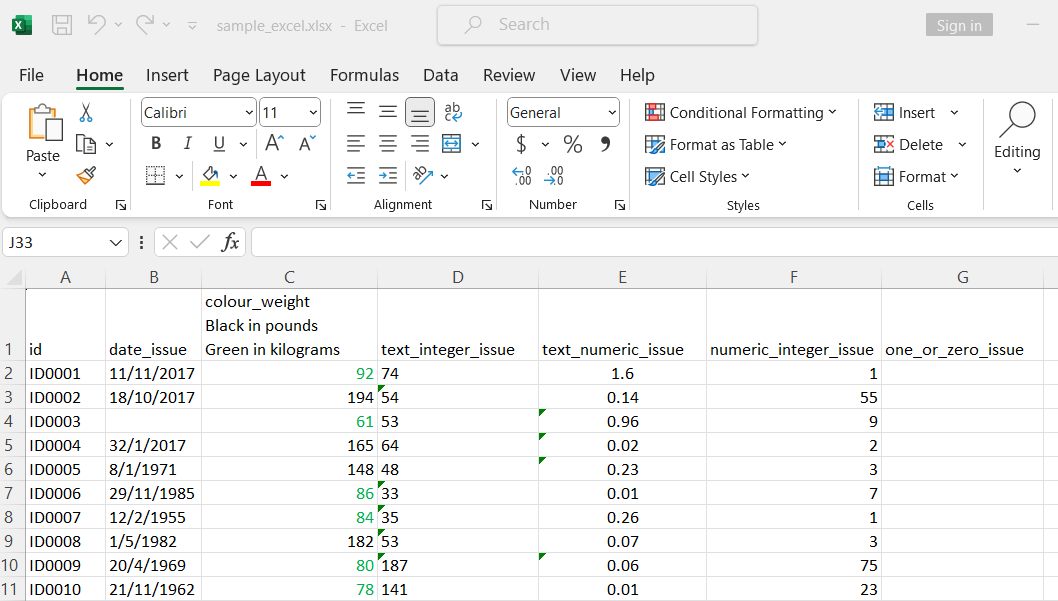 sample_excel.xlsx - Excel
Search
Sign in
File Home Insert Page Layout Formulas Data Review View Help
Paste
Clipboard
Calibri 11
B I U A A
A
Font
ab
c
Alignment
General
$ % ,
.00 .00
Number
Conditional Formatting
Format as Table
Cell Styles
Styles
Insert
Delete
Format
Cells
Editing
J33 fx
A B C D E F G
colour_weight
Black in pounds
1 id date_issue Green in kilograms text_integer_issue text_numeric_issue numeric_integer_issue one_or_zero_issue
2 ID0001 11/11/2017 92 74 1.6 1
3 ID0002 18/10/2017 194 54 0.14 55
4 ID0003 61 53 0.96 9
5 ID0004 32/1/2017 165 64 0.02 2
6 ID0005 8/1/1971 148 48 0.23 3
7 ID0006 29/11/1985 86 33 0.01 7
8 ID0007 12/2/1955 84 35 0.26 1
9 ID0008 1/5/1982 182 53 0.07 3
10 ID0009 20/4/1969 80 187 0.06 75
11 ID0010 21/11/1962 78 141 0.01 23